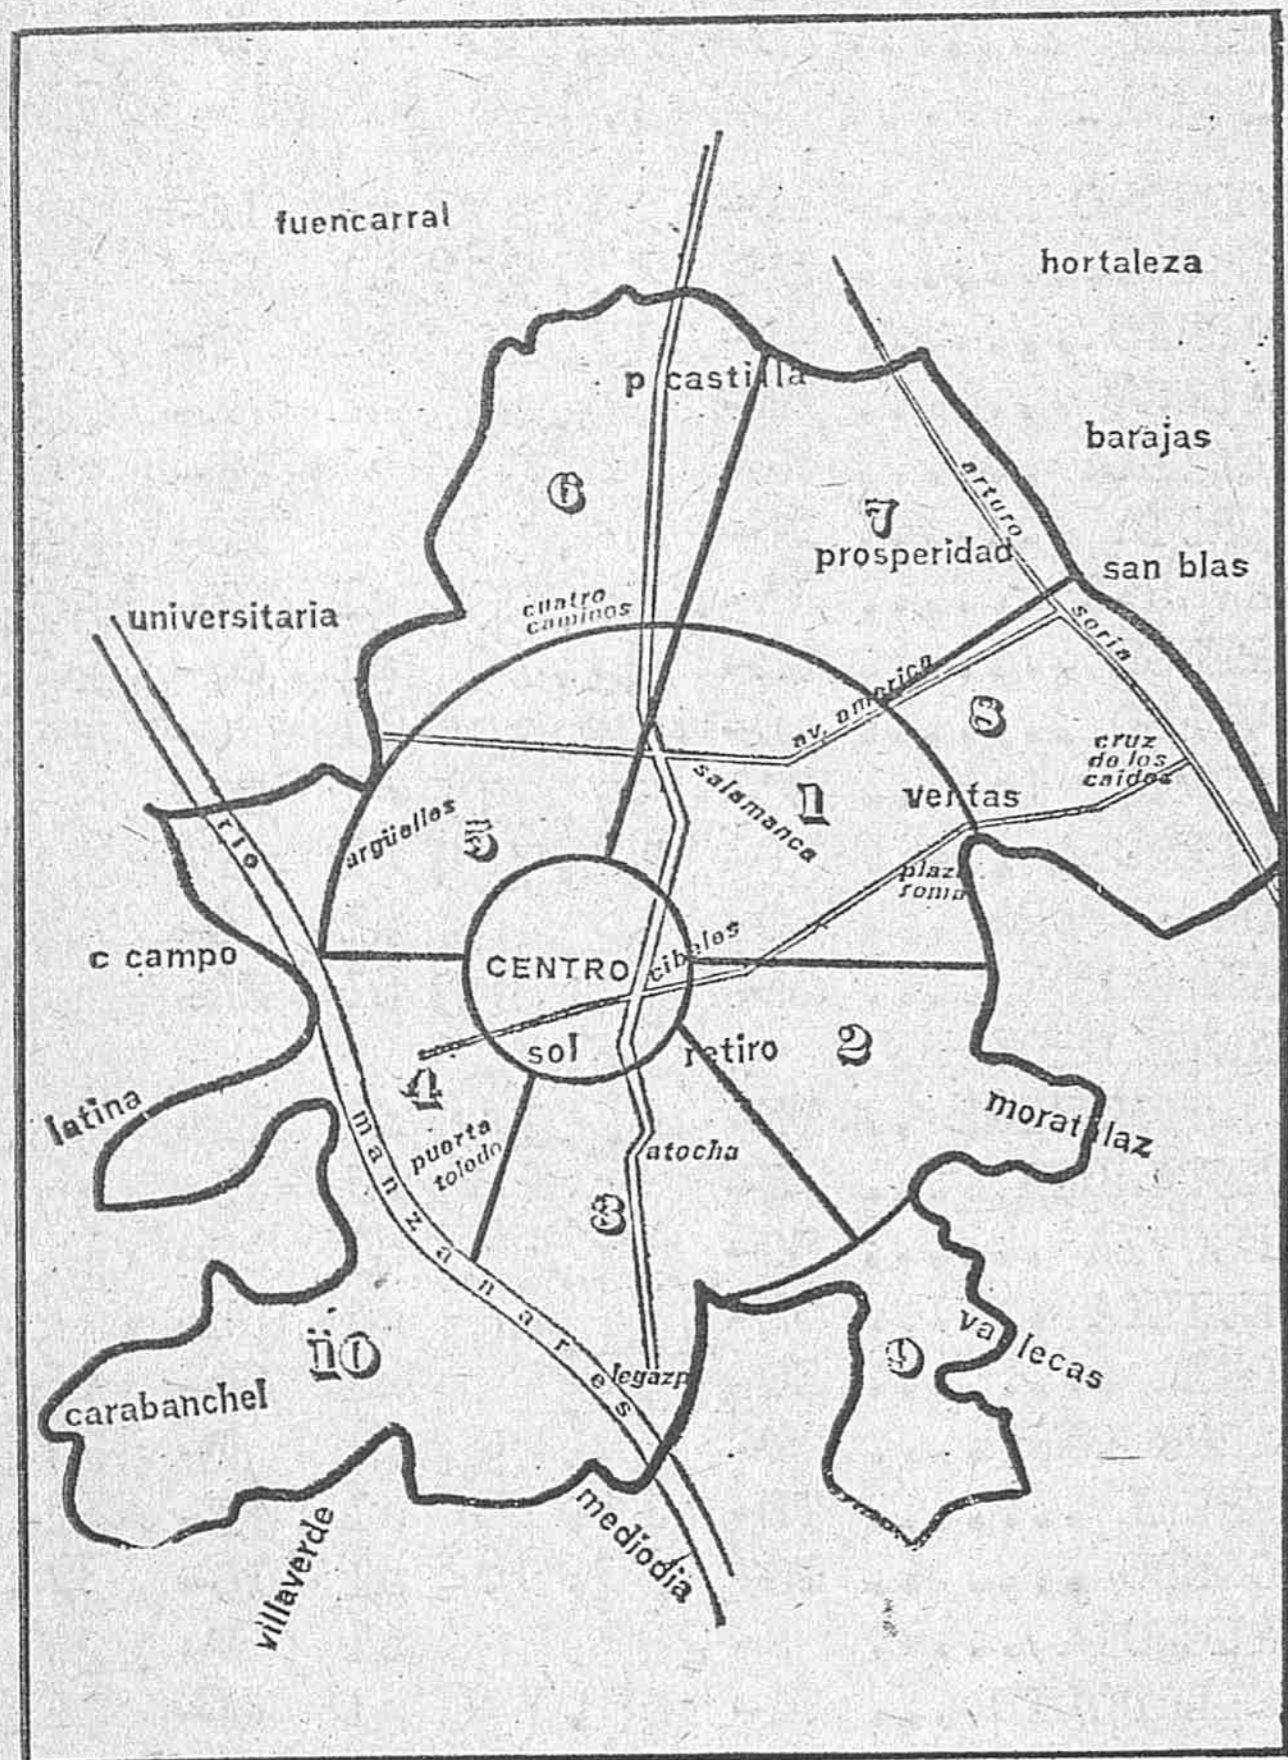 fuencarral
hortaleza
p castilla
barajas
6
7
arturo
prosperidad
san blas
cuatro
caminos
universitaria
soria
av. america
8
cruz
de los
caidos
salamanca
1
ventas
argüelles
5
rio
plaza
roma
c campo
CENTRO
cibeles
sol
retiro
2
4
latina
moratalaz
manzanares
puerta
toledo
atocha
3
vallecas
10
9
legazpi
carabanchel
mediodia
villaverde